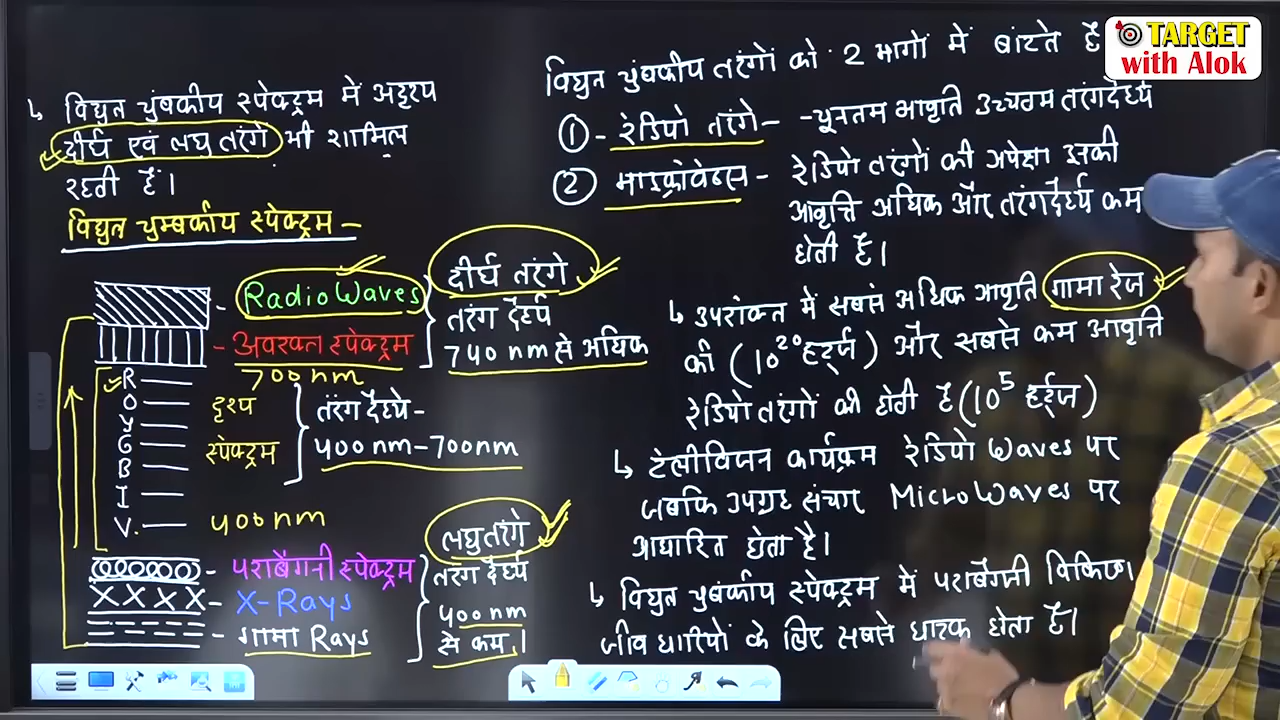 TARGET
with Alok
↳ विद्युत चुंबकीय स्पेक्ट्रम में अदृश्य
दीर्घ एवं लघु तरंगे भी शामिल
रहती हैं।
विद्युत चुम्बकीय स्पेक्ट्रम –
- Radio Waves
- अवरक्त स्पेक्ट्रम
दीर्घ तरंगे
तरंग दैर्ध्य
740 nm से अधिक
700 nm
R
O
Y
G
B
I
V.
दृश्य
स्पेक्ट्रम
तरंग दैर्ध्य -
400 nm – 700 nm
400 nm
- पराबैंगनी स्पेक्ट्रम
- X-Rays
- गामा Rays
लघु तरंगे
तरंग दैर्ध्य
400 nm
से कम।
विद्युत चुंबकीय तरंगों को 2 भागों में बांटते हैं
① - रेडियो तरंगे - - न्यूनतम आवृति उच्चतम तरंगदैर्ध्य
② माइक्रोवेव्स - रेडियो तरंगों की अपेक्षा इनकी
आवृत्ति अधिक और तरंगदैर्ध्य कम
होती हैं।
↳ उपरोक्त में सबसे अधिक आवृति गामा रेज
की (10²⁰ हर्ट्ज) और सबसे कम आवृत्ति
रेडियो तरंगों की होती है (10⁵ हर्ट्ज)
↳ टेलीविजन कार्यक्रम रेडियो Waves पर
जबकि उपग्रह संचार MicroWaves पर
आधारित होता है।
↳ विद्युत चुबंकीय स्पेक्ट्रम में पराबैंगनी विकिरण
जीव धारियों के लिए सबसे घातक होता है।